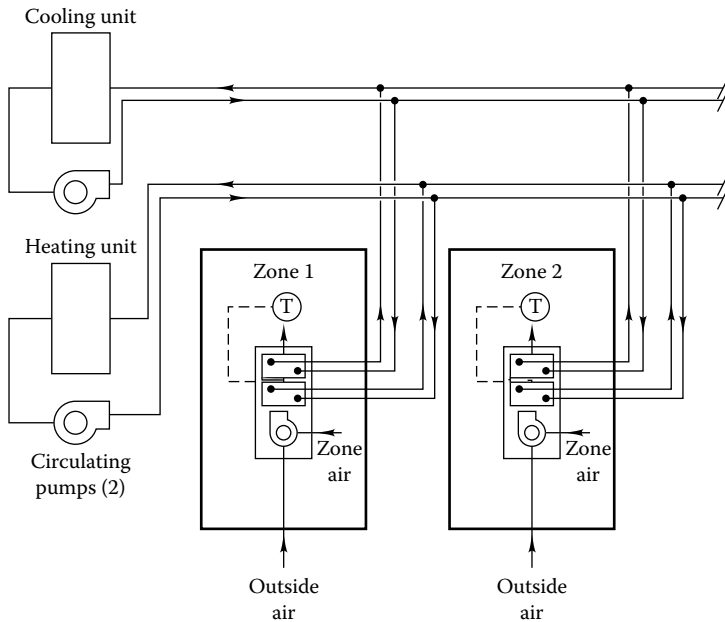 Cooling unit
Heating unit
Circulating
pumps (2)
Zone 1
T
Zone
air
Outside
air
Zone 2
T
Zone
air
Outside
air